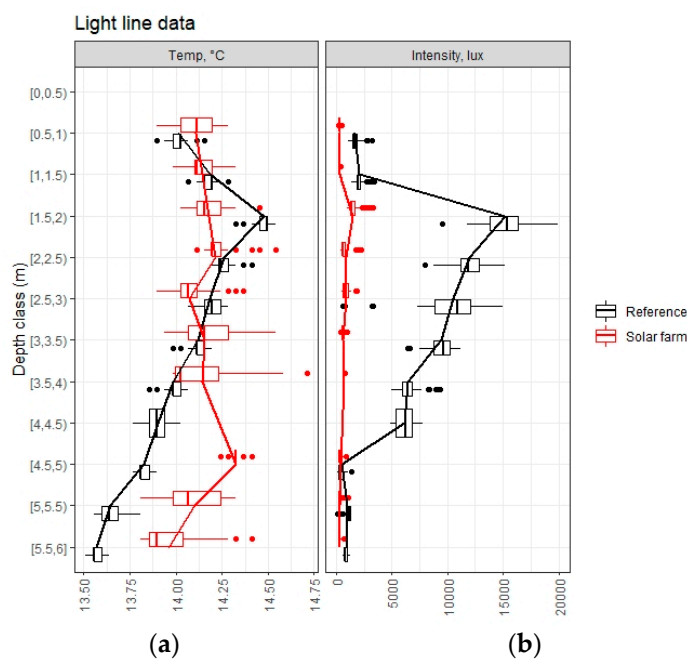 Light line data
Temp, °C
Intensity, lux
Depth class (m)
[0,0.5)
[0.5,1)
[1,1.5)
[1.5,2)
[2,2.5)
[2.5,3)
[3,3.5)
[3.5,4)
[4,4.5)
[4.5,5)
[5,5.5)
[5.5,6]
13.50
13.75
14.00
14.25
14.50
14.75
0
5000
10000
15000
20000
Reference
Solar farm
(a)
(b)